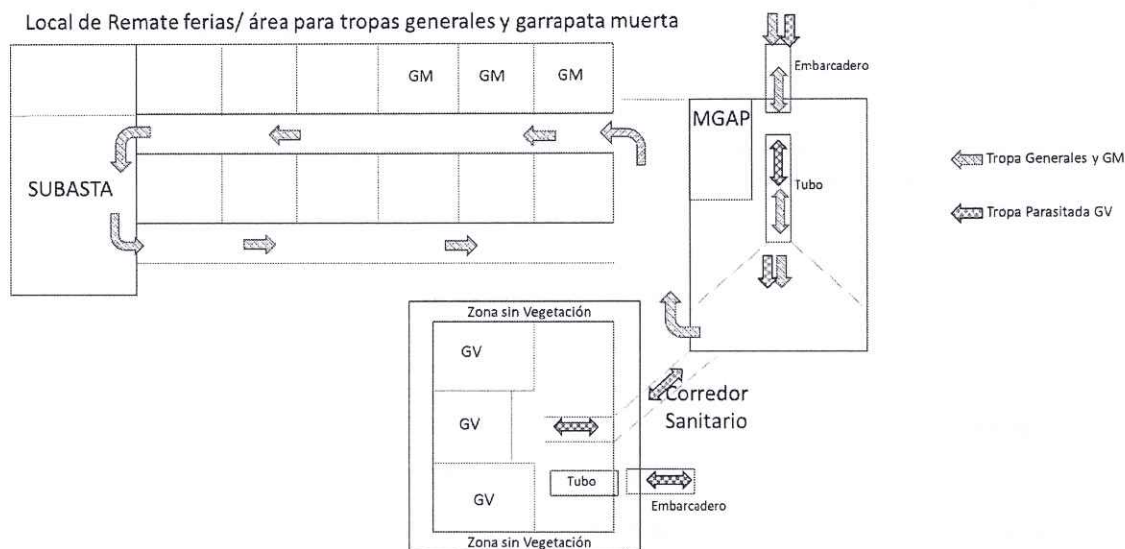 Local de Remate ferias/ área para tropas generales y garrapata muerta
Embarcadero
GM GM GM
MGAP
Tropa Generales y GM
SUBASTA
Tubo
Tropa Parasitada GV
Zona sin Vegetación
GV
Corredor
Sanitario
GV
Tubo
GV
Embarcadero
Zona sin Vegetación